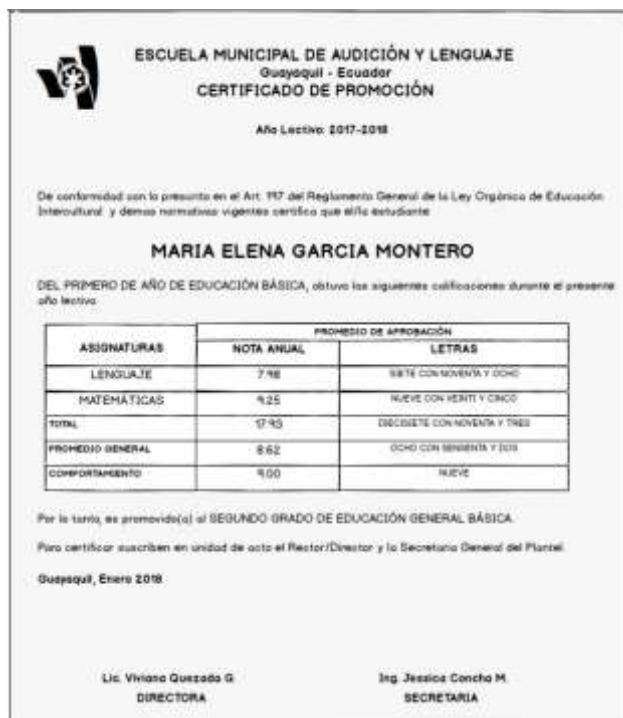 ESCUELA MUNICIPAL DE AUDICIÓN Y LENGUAJE
Guayaquil - Ecuador
CERTIFICADO DE PROMOCIÓN
Año Lectivo: 2017-2018
De conformidad con lo prescrito en el Art. 197 del Reglamento General de la Ley Orgánica de Educación
Intercultural y demas normativas vigentes certifica que el/la estudiante
MARIA ELENA GARCIA MONTERO
DEL PRIMERO DE AÑO DE EDUCACIÓN BÁSICA, obtuvo las siguientes calificaciones durante el presente
año lectivo
PROMEDIO DE APROBACIÓN
ASIGNATURAS NOTA ANUAL LETRAS
LENGUAJE 7.98 SIETE CON NOVENTA Y OCHO
MATEMÁTICAS 9.25 NUEVE CON VEINTI Y CINCO
TOTAL 17.93 DIECISIETE CON NOVENTA Y TRES
PROMEDIO GENERAL 8.62 OCHO CON Y DOS
COMPORTAMIENTO 9.00 NUEVE
Por lo tanto, es promovido(a) al SEGUNDO GRADO DE EDUCACIÓN GENERAL BÁSICA.
Para certificar suscriben en unidad de acto el Rector/Director y la Secretaria General del Plantel.
Guayaquil, Enero 2018
Lic. Viviana Quezada G. Ing. Jessica Concha M.
DIRECTORA SECRETARIA